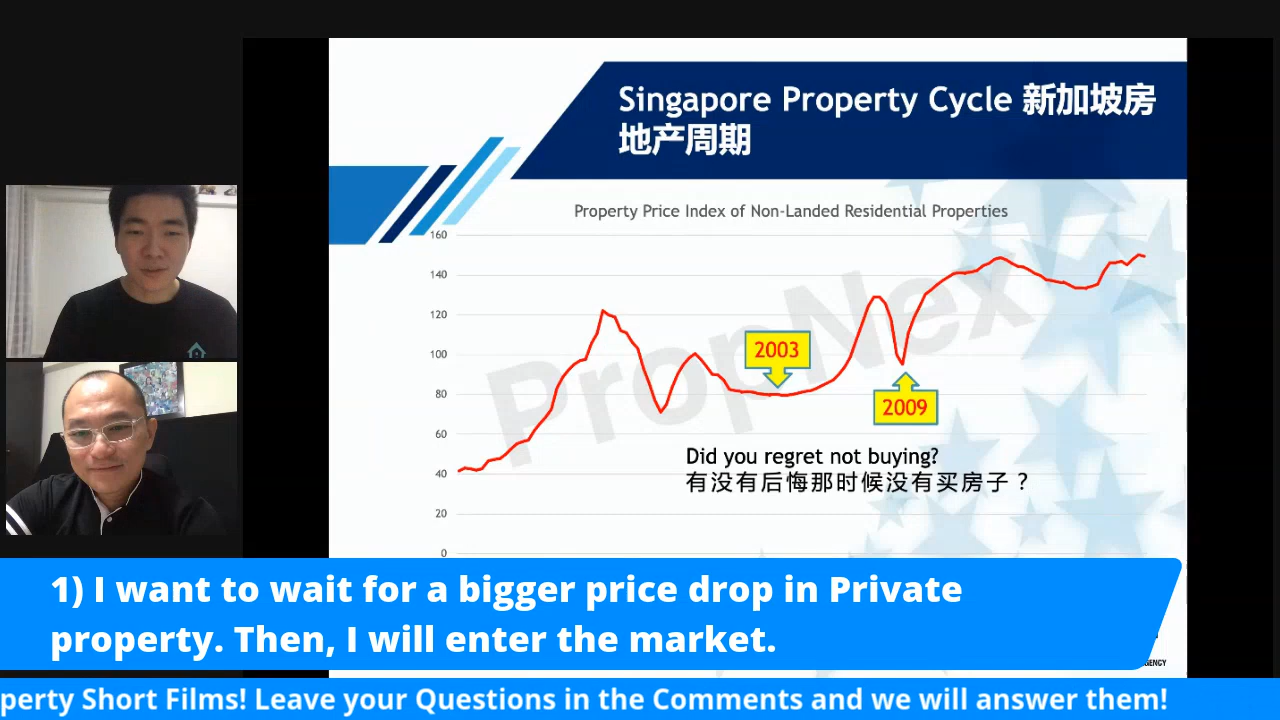 Singapore Property Cycle 新加坡房
地产周期
Property Price Index of Non-Landed Residential Properties
160
140
120
100
80
60
40
20
0
PropNex
2003
2009
Did you regret not buying?
有没有后悔那时候没有买房子？
1) I want to wait for a bigger price drop in Private
property. Then, I will enter the market.
perty Short Films! Leave your Questions in the Comments and we will answer them!